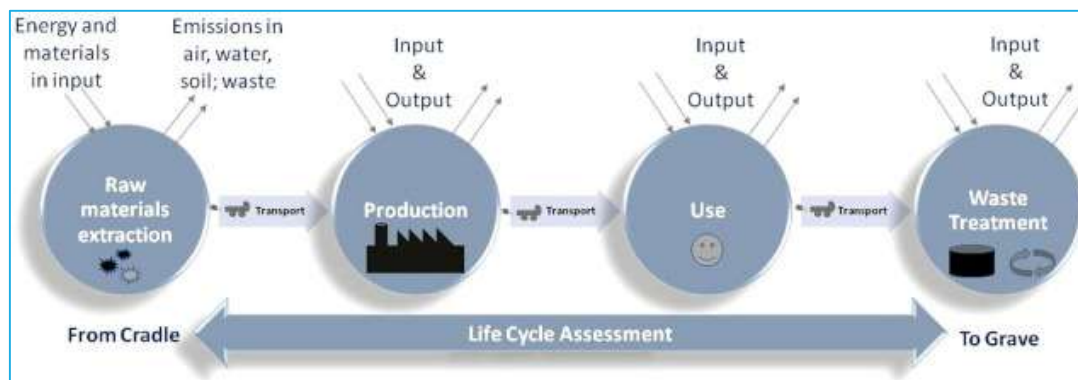 Energy and
materials
in input
Emissions in
air, water,
soil; waste
Input
&
Output
Input
&
Output
Input
&
Output
Raw
materials
extraction
Transport
Production
Transport
Use
Transport
Waste
Treatment
From Cradle
Life Cycle Assessment
To Grave